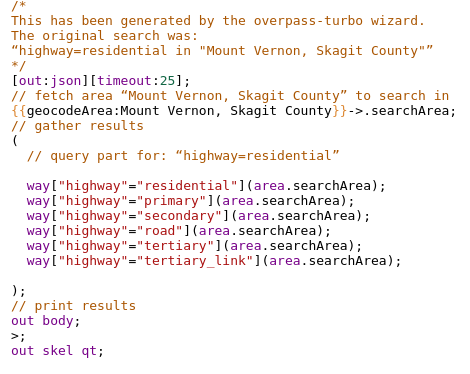 /*
This has been generated by the overpass-turbo wizard.
The original search was:
“highway=residential in "Mount Vernon, Skagit County"”
*/
[out:json][timeout:25];
// fetch area “Mount Vernon, Skagit County” to search in
{{geocodeArea:Mount Vernon, Skagit County}}->.searchArea;
// gather results
(
  // query part for: “highway=residential”

  way["highway"="residential"](area.searchArea);
  way["highway"="primary"](area.searchArea);
  way["highway"="secondary"](area.searchArea);
  way["highway"="road"](area.searchArea);
  way["highway"="tertiary"](area.searchArea);
  way["highway"="tertiary_link"](area.searchArea);

);
// print results
out body;
>;
out skel qt;